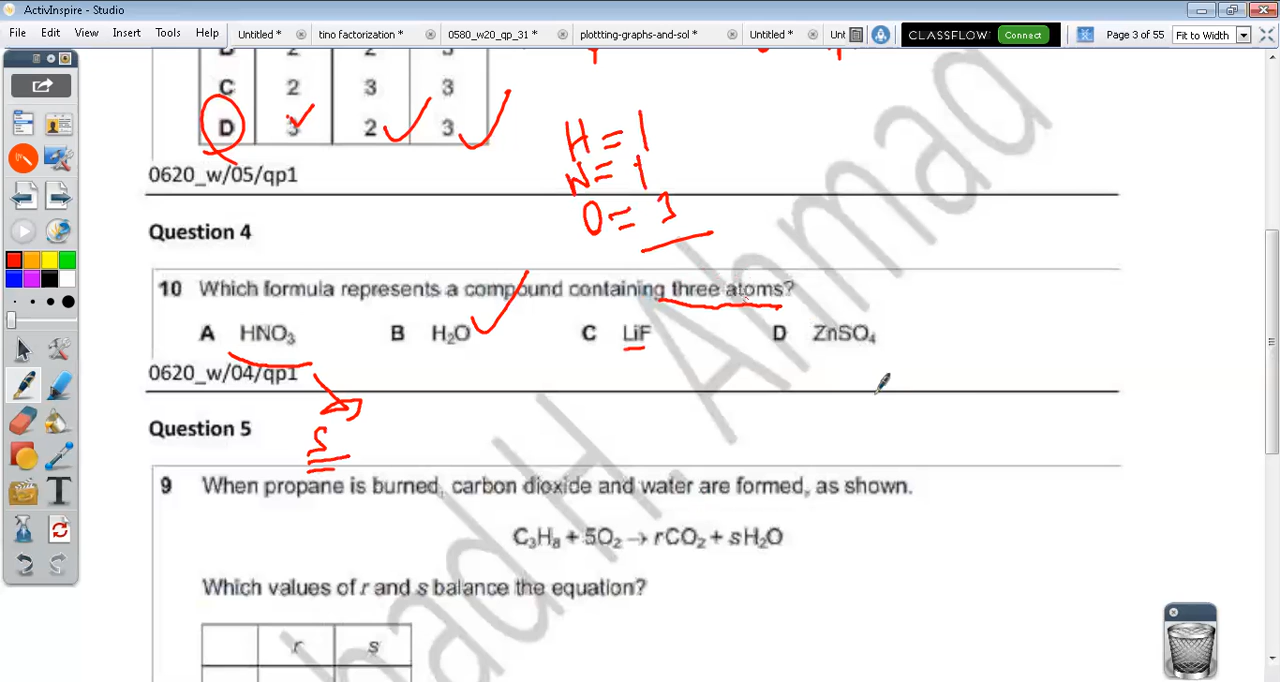 ActivInspire - Studio
File Edit View Insert Tools Help Untitled * tino factorization * 0580_w20_qp_31 * plottting-graphs-and-sol * Untitled * Unt CLASSFLOW Connect Page 3 of 55 Fit to Width
C 2 3 3
D 3 2 3
H = 1
N = 1
O = 3
0620_w/05/qp1
Question 4
10 Which formula represents a compound containing three atoms?
A HNO₃ B H₂O C LiF D ZnSO₄
0620_w/04/qp1
5
Question 5
9 When propane is burned, carbon dioxide and water are formed, as shown.
C₃H₈ + 5O₂ → rCO₂ + sH₂O
Which values of r and s balance the equation?
r s
T
H. Ahmad